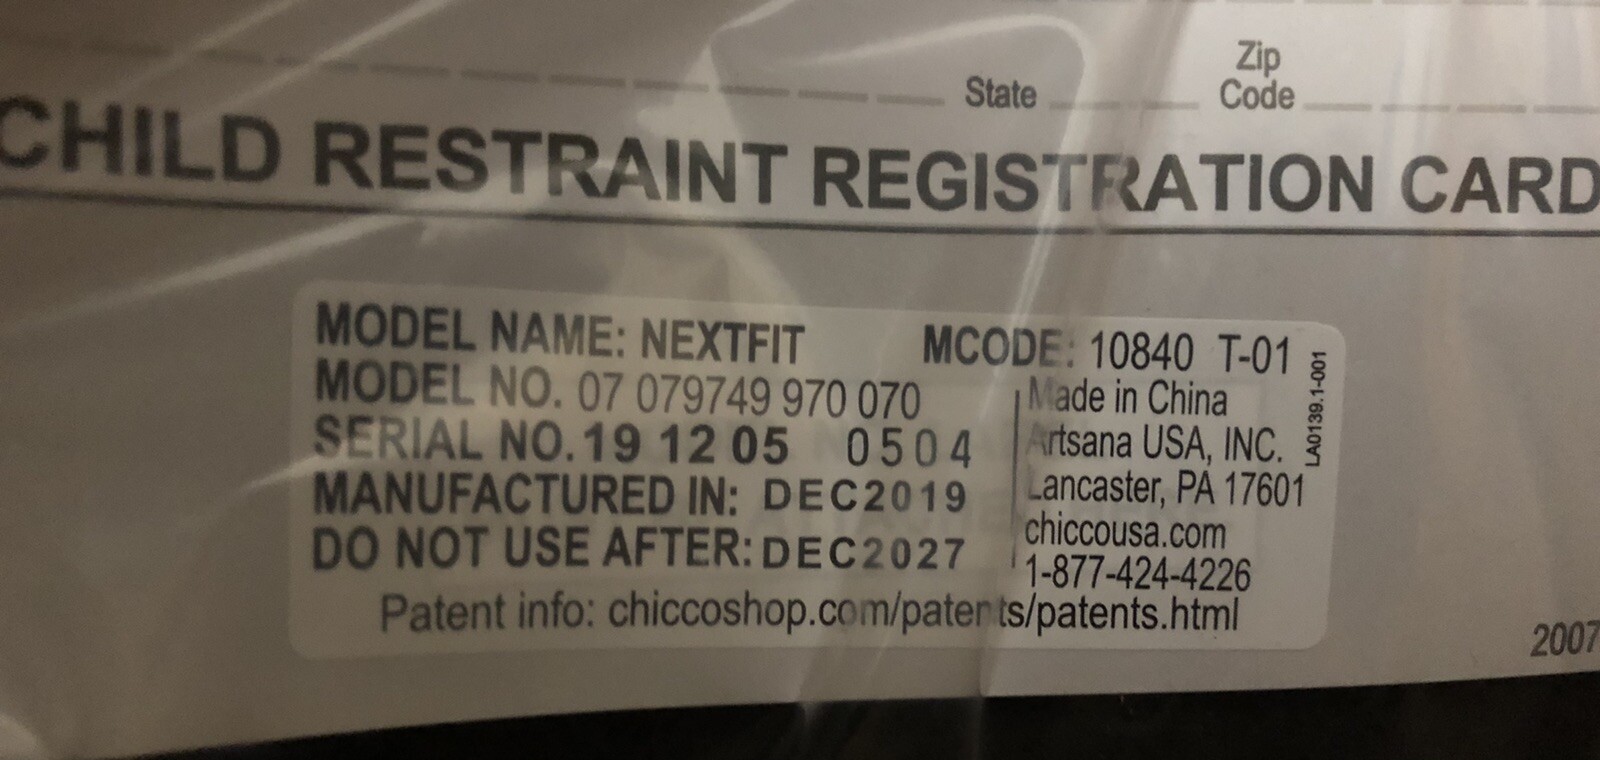 State
Zip
Code
CHILD RESTRAINT REGISTRATION CARD
MODEL NAME: NEXTFIT MCODE: 10840 T-01
MODEL NO. 07 079749 970 070
SERIAL NO. 19 12 05 0504
MANUFACTURED IN: DEC2019
DO NOT USE AFTER: DEC2027
Made in China
Artsana USA, INC.
Lancaster, PA 17601
chiccousa.com
1-877-424-4226
LA0139.1-001
Patent info: chiccoshop.com/patents/patents.html
2007